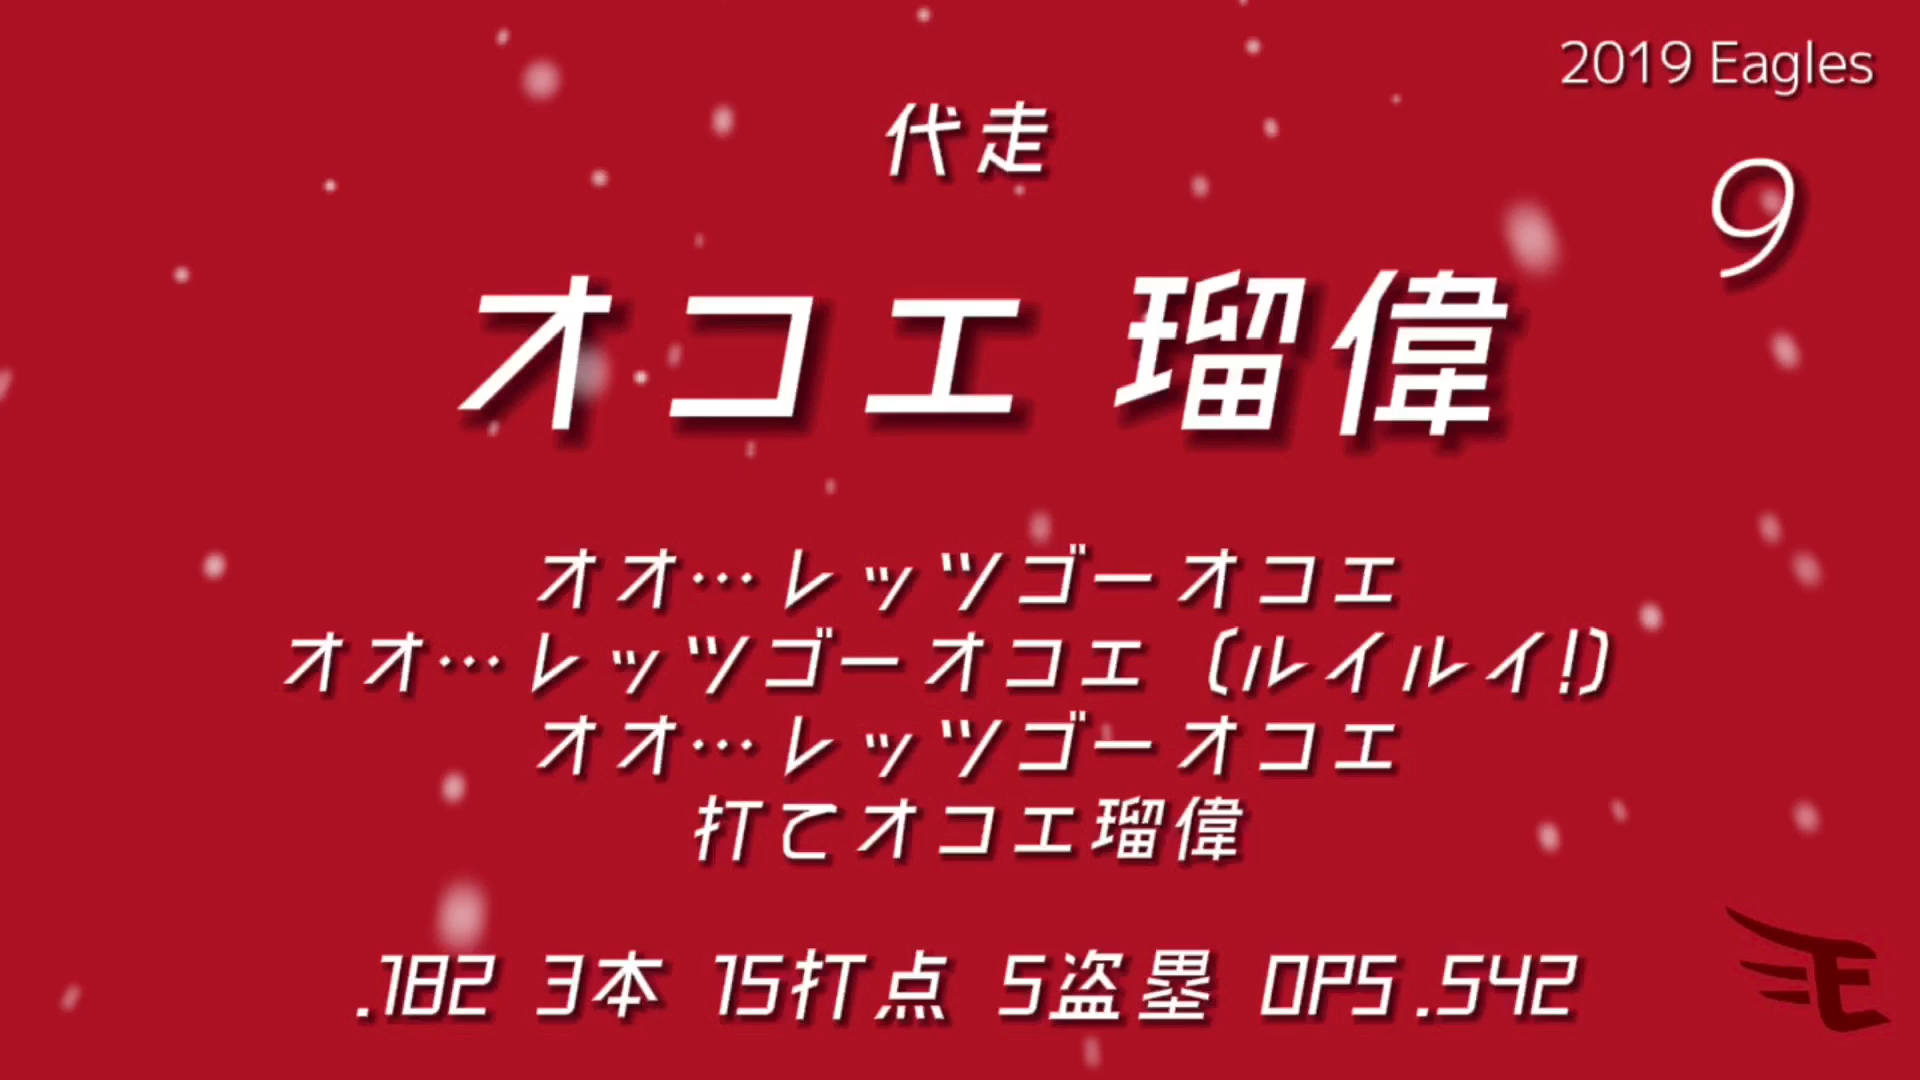 2019 Eagles
代走
9
オコエ 瑠偉
オオ…レッツゴーオコエ
オオ…レッツゴーオコエ (ルイルイ!)
オオ…レッツゴーオコエ
打てオコエ瑠偉
.182 3本 15打点 5盗塁 OPS.542